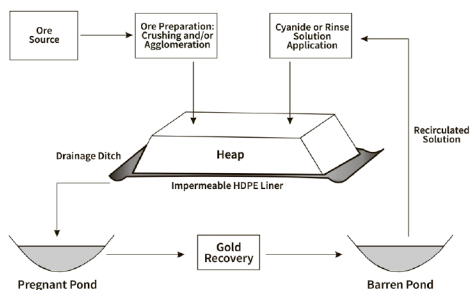 Ore
Source
Ore Preparation:
Crushing and/or
Agglomeration
Cyanide or Rinse
Solution
Application
Recirculated
Solution
Drainage Ditch
Heap
Impermeable HDPE Liner
Gold
Recovery
Pregnant Pond
Barren Pond